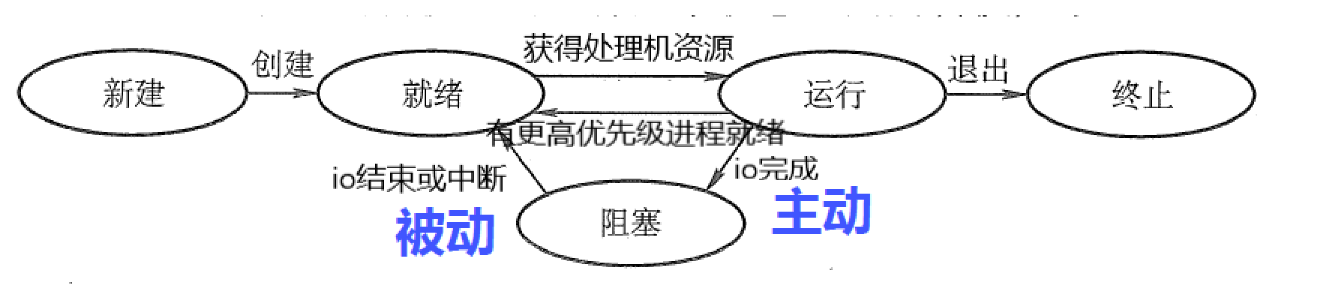 获得处理机资源
创建
退出
新建
就绪
运行
终止
有更高优先级进程就绪
io结束或中断
io完成
被动
阻塞
主动